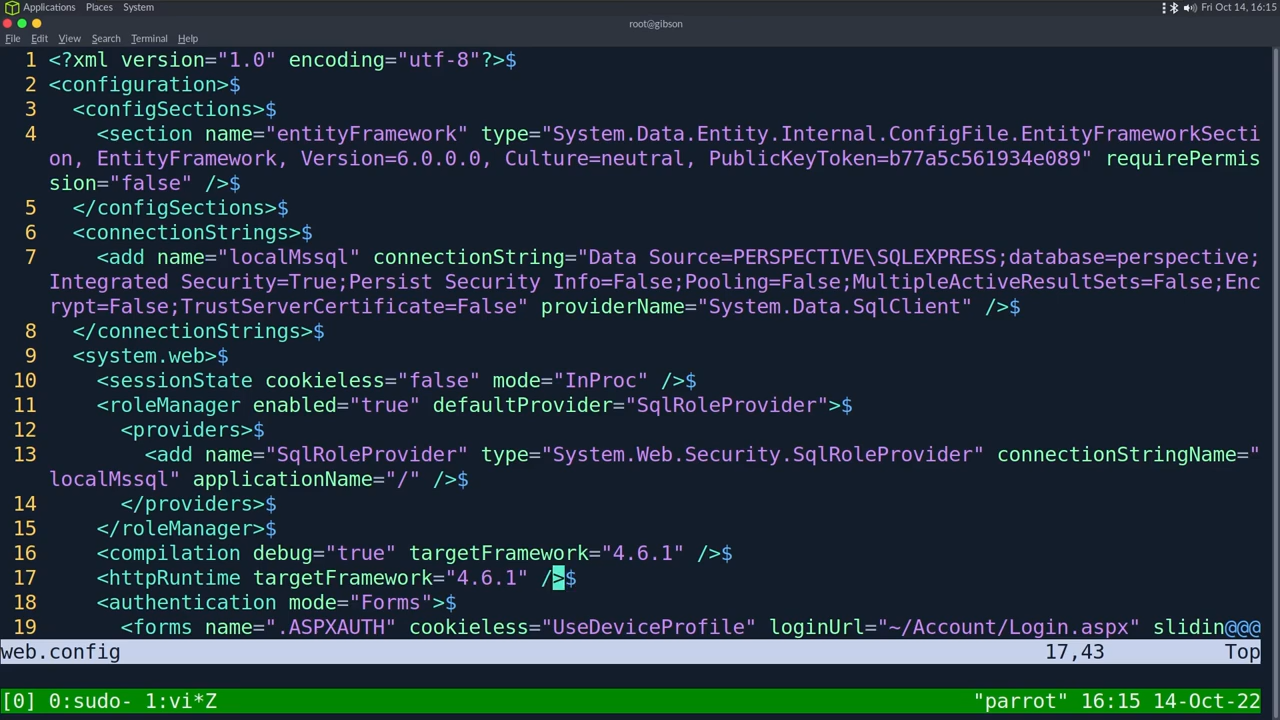 Applications Places System Fri Oct 14, 16:15
root@gibson
File Edit View Search Terminal Help
1 <?xml version="1.0" encoding="utf-8"?>$
2 <configuration>$
3   <configSections>$
4     <section name="entityFramework" type="System.Data.Entity.Internal.ConfigFile.EntityFrameworkSecti
on, EntityFramework, Version=6.0.0.0, Culture=neutral, PublicKeyToken=b77a5c561934e089" requirePermis
sion="false" />$
5   </configSections>$
6   <connectionStrings>$
7     <add name="localMssql" connectionString="Data Source=PERSPECTIVE\SQLEXPRESS;database=perspective;
Integrated Security=True;Persist Security Info=False;Pooling=False;MultipleActiveResultSets=False;Enc
rypt=False;TrustServerCertificate=False" providerName="System.Data.SqlClient" />$
8   </connectionStrings>$
9   <system.web>$
10     <sessionState cookieless="false" mode="InProc" />$
11     <roleManager enabled="true" defaultProvider="SqlRoleProvider">$
12       <providers>$
13         <add name="SqlRoleProvider" type="System.Web.Security.SqlRoleProvider" connectionStringName="
localMssql" applicationName="/" />$
14       </providers>$
15     </roleManager>$
16     <compilation debug="true" targetFramework="4.6.1" />$
17     <httpRuntime targetFramework="4.6.1" />$
18     <authentication mode="Forms">$
19       <forms name=".ASPXAUTH" cookieless="UseDeviceProfile" loginUrl="~/Account/Login.aspx" slidin@@@
web.config 17,43 Top
[0] 0:sudo- 1:vi*Z "parrot" 16:15 14-Oct-22